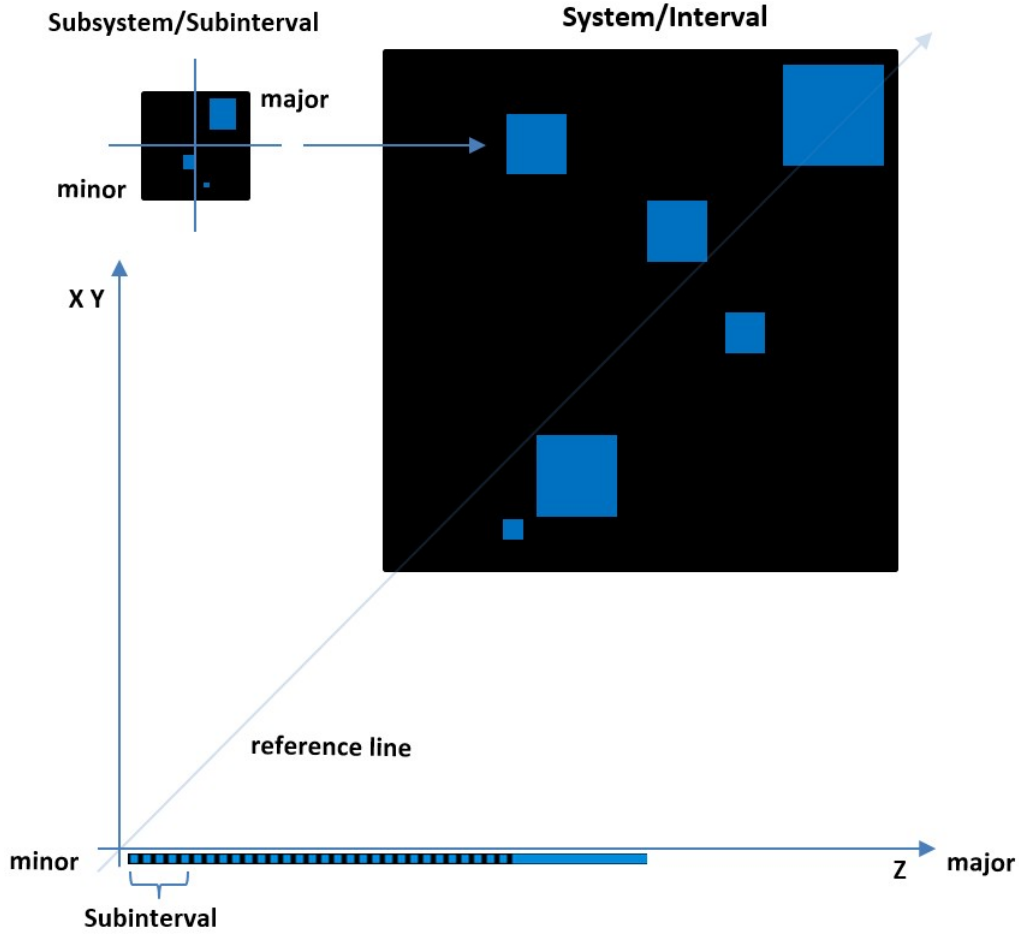 Subsystem/Subinterval
System/Interval
major
minor
X Y
reference line
minor
Z
major
Subinterval